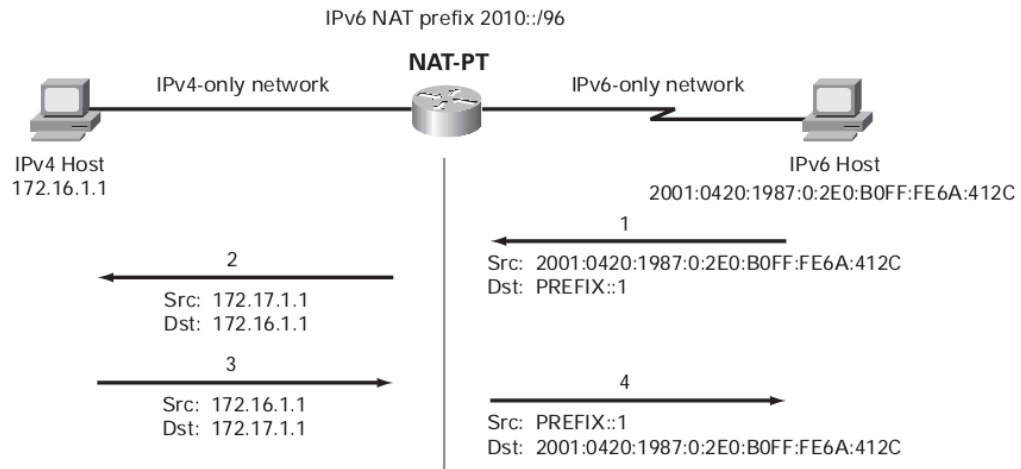 IPv6 NAT prefix 2010::/96
NAT-PT
IPv4-only network
IPv6-only network
IPv4 Host
172.16.1.1
IPv6 Host
2001:0420:1987:0:2E0:B0FF:FE6A:412C
1
Src: 2001:0420:1987:0:2E0:B0FF:FE6A:412C
Dst: PREFIX::1
2
Src: 172.17.1.1
Dst: 172.16.1.1
3
Src: 172.16.1.1
Dst: 172.17.1.1
4
Src: PREFIX::1
Dst: 2001:0420:1987:0:2E0:B0FF:FE6A:412C